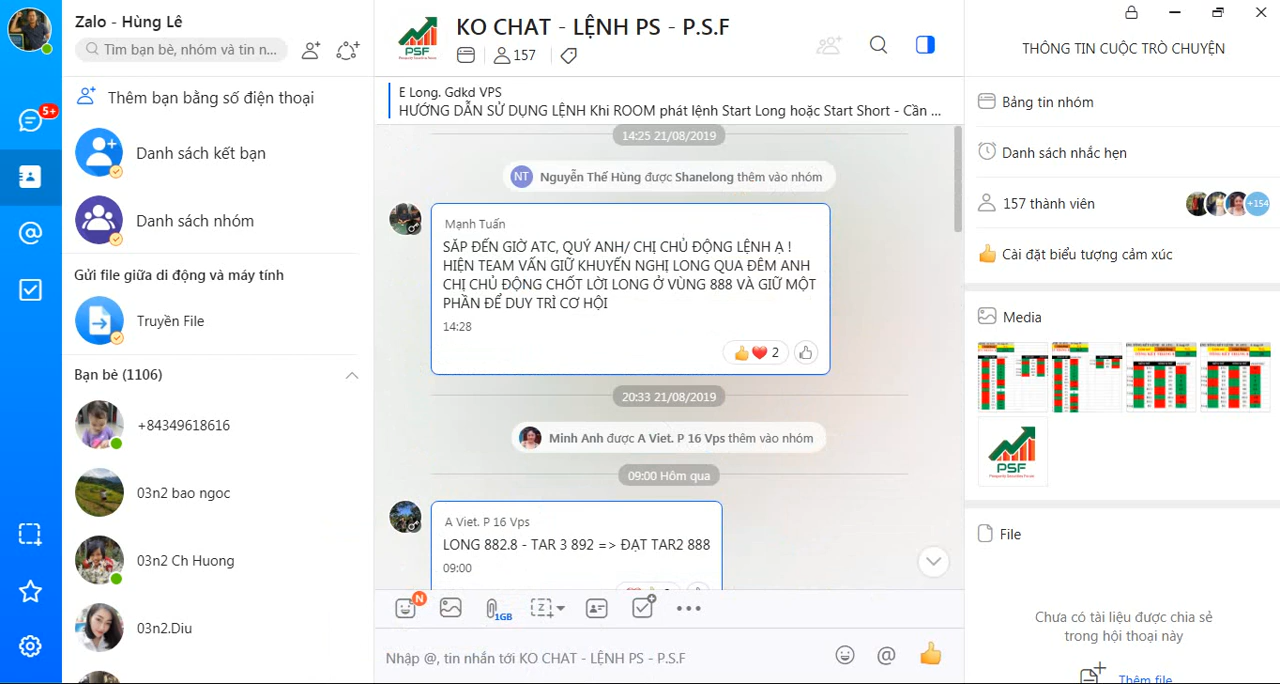 Zalo - Hùng Lê
Tìm bạn bè, nhóm và tin n...
5+
Thêm bạn bằng số điện thoại
Danh sách kết bạn
Danh sách nhóm
Gửi file giữa di động và máy tính
Truyền File
Bạn bè (1106)
+84349618616
03n2 bao ngoc
03n2 Ch Huong
03n2.Diu
PSF
KO CHAT - LỆNH PS - P.S.F
157
E Long. Gdkd VPS
HƯỚNG DẪN SỬ DỤNG LỆNH Khi ROOM phát lệnh Start Long hoặc Start Short - Cần ...
14:25 21/08/2019
NT Nguyễn Thế Hùng được Shanelong thêm vào nhóm
Mạnh Tuấn
SẮP ĐẾN GIỜ ATC, QUÝ ANH/ CHỊ CHỦ ĐỘNG LỆNH Ạ !
HIỆN TEAM VẤN GIỮ KHUYẾN NGHỊ LONG QUA ĐÊM ANH
CHỊ CHỦ ĐỘNG CHỐT LỜI LONG Ở VÙNG 888 VÀ GIỮ MỘT
PHẦN ĐỂ DUY TRÌ CƠ HỘI
14:28
2
20:33 21/08/2019
Minh Anh được A Viet. P 16 Vps thêm vào nhóm
09:00 Hôm qua
A Viet. P 16 Vps
LONG 882.8 - TAR 3 892 => ĐẠT TAR2 888
09:00
N
1GB
Z
Nhập @, tin nhắn tới KO CHAT - LỆNH PS - P.S.F
THÔNG TIN CUỘC TRÒ CHUYỆN
Bảng tin nhóm
Danh sách nhắc hẹn
157 thành viên
+154
Cài đặt biểu tượng cảm xúc
Media
PSF
File
Chưa có tài liệu được chia sẻ
trong hội thoại này
Thêm file